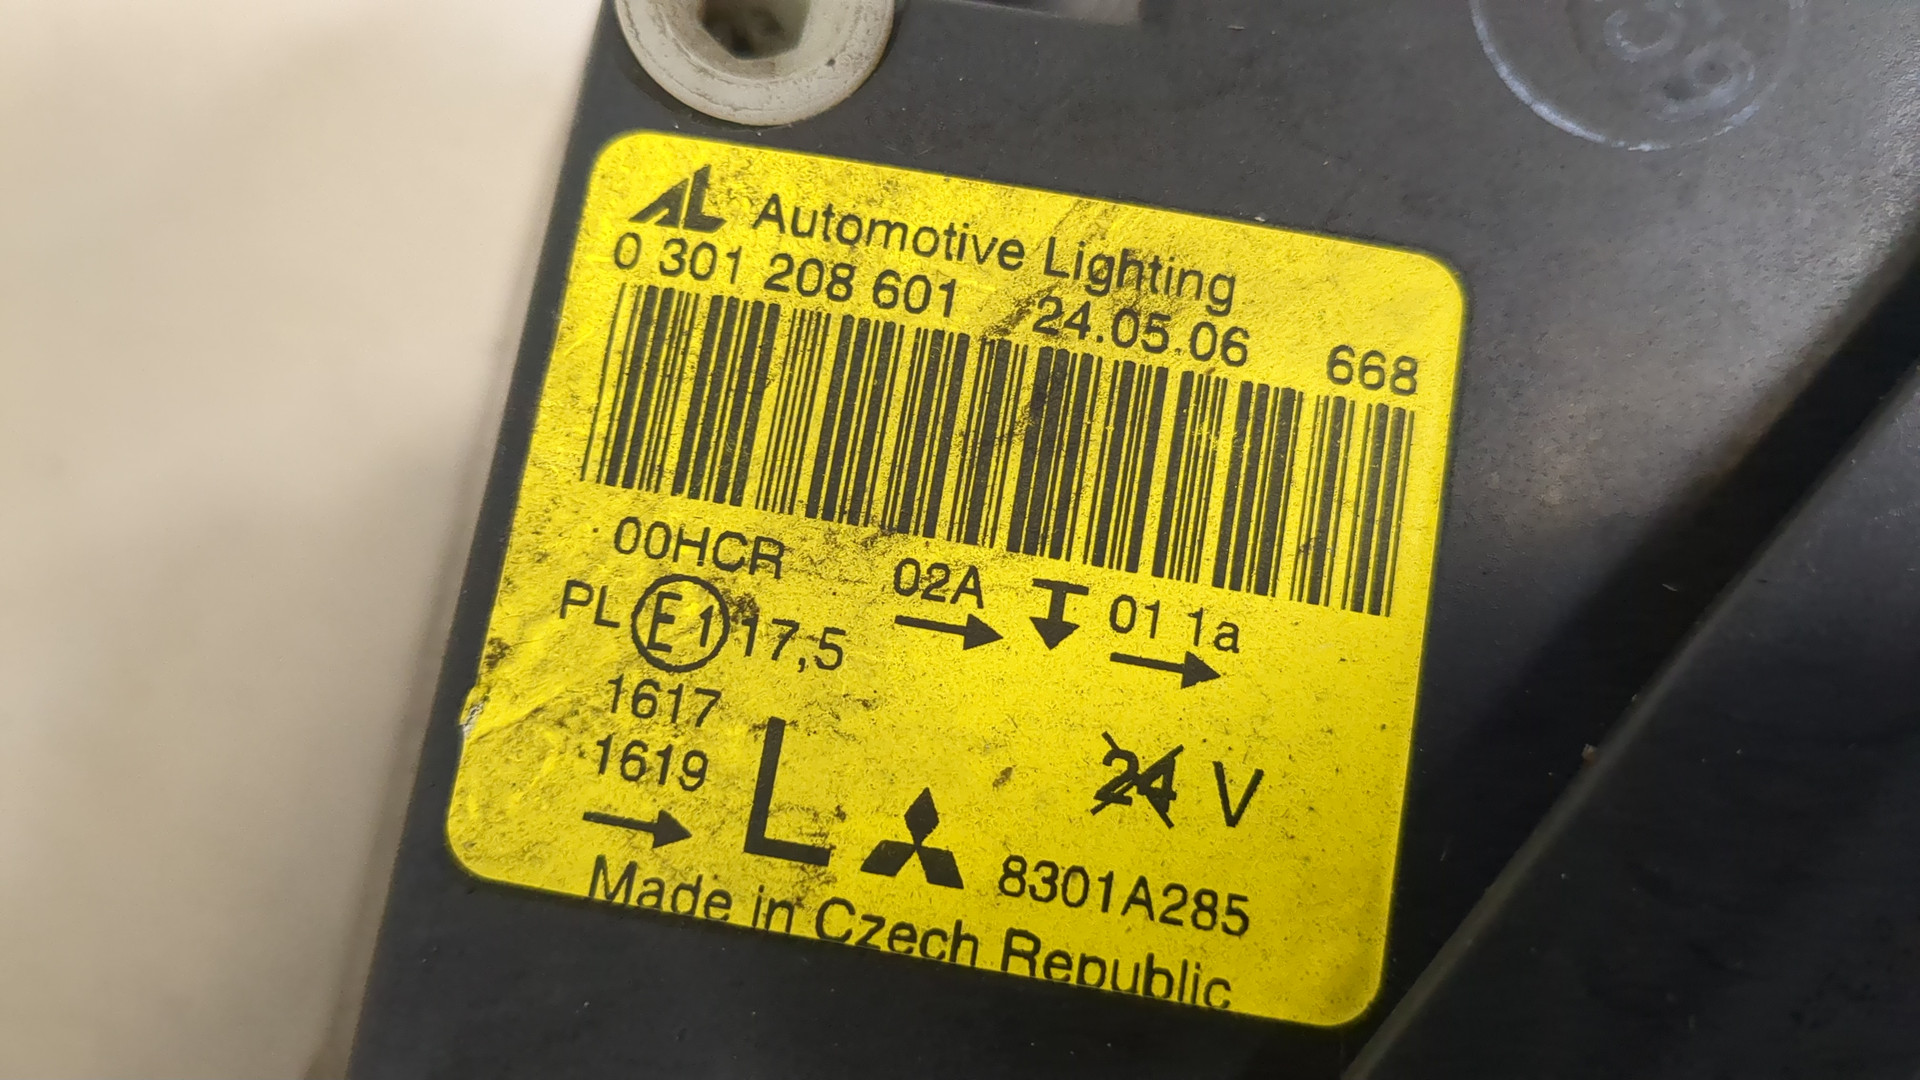 AL Automotive Lighting
0 301 208 601 24.05.06 668
00HCR 02A 01 1a
PL E1 17,5
1617
1619
L 24 V
8301A285
Made in Czech Republic